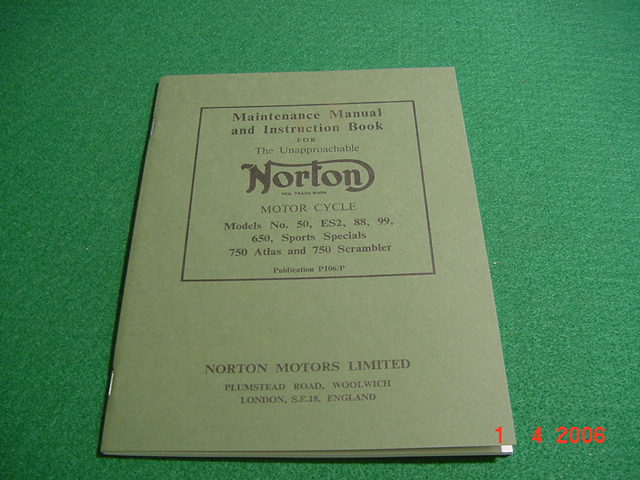 Maintenance Manual
and Instruction Book
FOR
The Unapproachable
Norton
REG. TRADE MARK
MOTOR CYCLE
Models No. 50, ES2, 88, 99,
650, Sports Specials
750 Atlas and 750 Scrambler
Publication P106/P
NORTON MOTORS LIMITED
PLUMSTEAD ROAD, WOOLWICH
LONDON, S.E.18, ENGLAND
1 4 2006